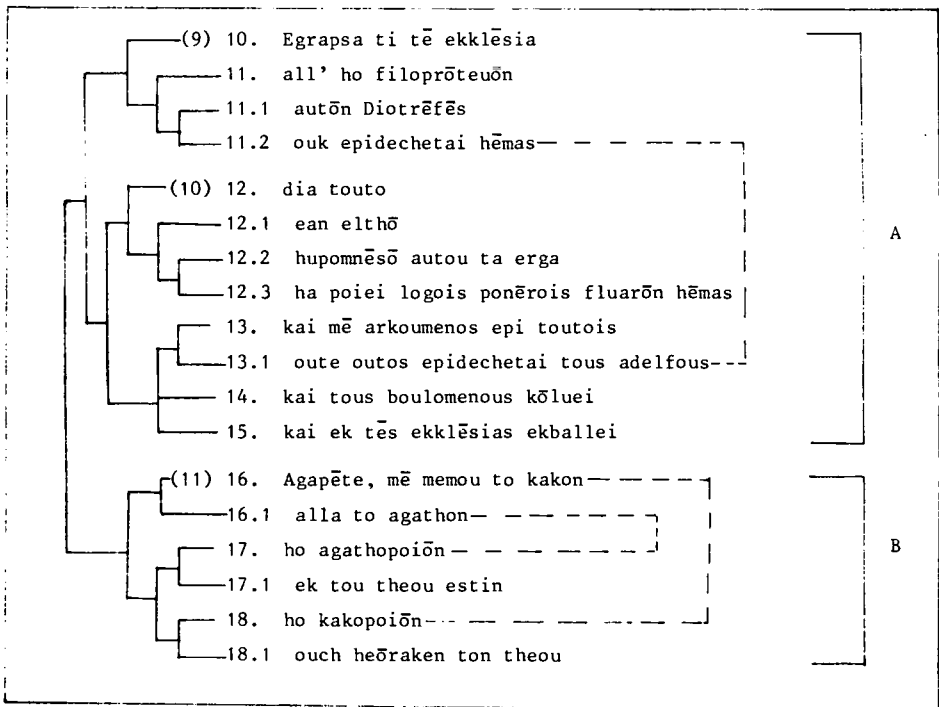 (9) 10. Egrapsa ti tē ekklēsia
11. all' ho filoprōteuōn
11.1 autōn Diotrēfēs
11.2 ouk epidechetai hēmas
(10) 12. dia touto
12.1 ean elthō
12.2 hupomnēsō autou ta erga
A
12.3 ha poiei logois ponērois fluarōn hēmas
13. kai mē arkoumenos epi toutois
13.1 oute outos epidechetai tous adelfous
14. kai tous boulomenous kōluei
15. kai ek tēs ekklēsias ekballei
(11) 16. Agapēte, mē memou to kakon
16.1 alla to agathon
17. ho agathopoiōn
B
17.1 ek tou theou estin
18. ho kakopoiōn
18.1 ouch heōraken ton theou